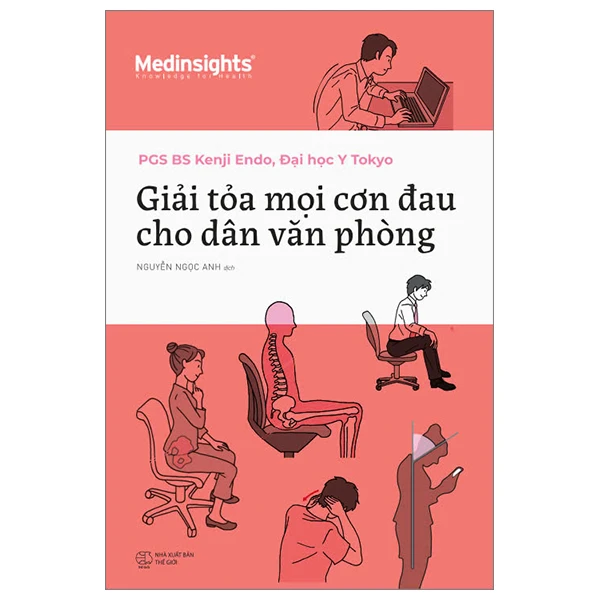 Medinsights®
Knowledge for Health
PGS BS Kenji Endo, Đại học Y Tokyo
Giải tỏa mọi cơn đau
cho dân văn phòng
NGUYỄN NGỌC ANH dịch
NHÀ XUẤT BẢN
THẾ GIỚI